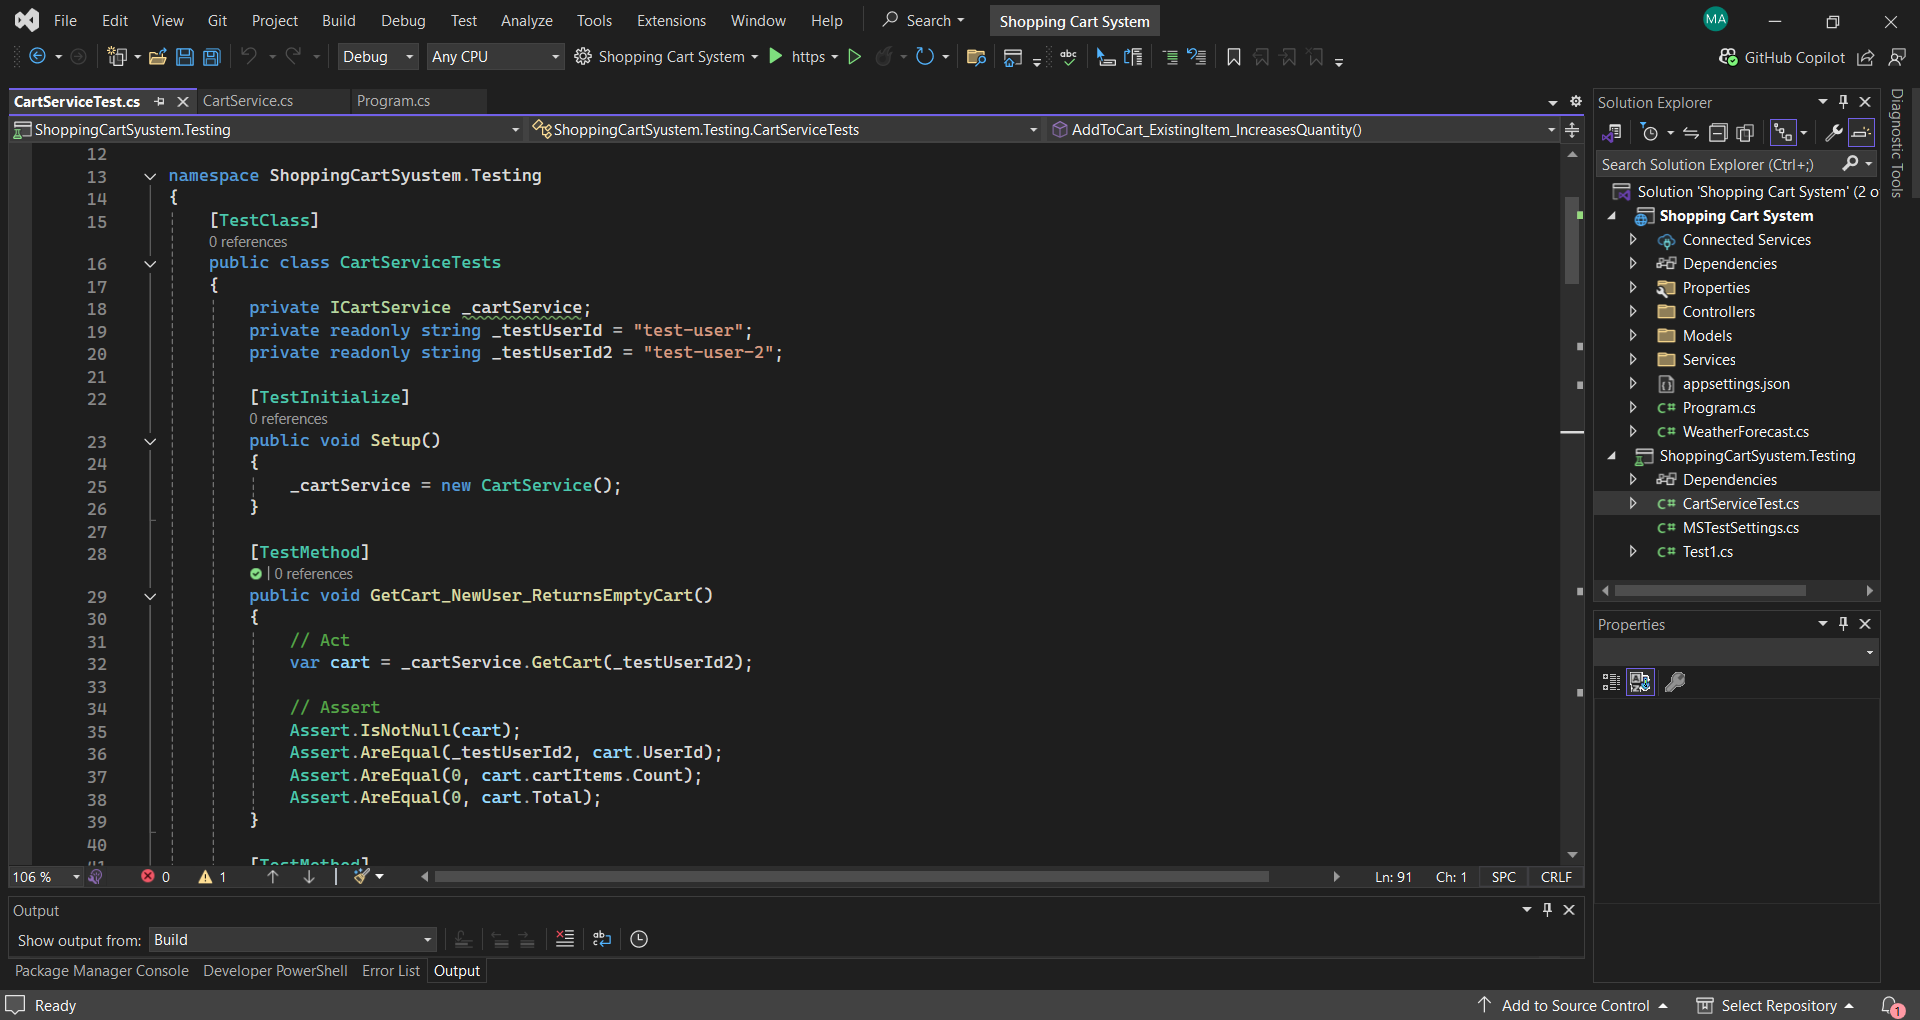 File Edit View Git Project Build Debug Test Analyze Tools Extensions Window Help Search Shopping Cart System MA
Debug Any CPU Shopping Cart System https abc GitHub Copilot
CartServiceTest.cs CartService.cs Program.cs
ShoppingCartSyustem.Testing ShoppingCartSyustem.Testing.CartServiceTests AddToCart_ExistingItem_IncreasesQuantity()
12
13 namespace ShoppingCartSyustem.Testing
14 {
15 [TestClass]
0 references
16 public class CartServiceTests
17 {
18 private ICartService _cartService;
19 private readonly string _testUserId = "test-user";
20 private readonly string _testUserId2 = "test-user-2";
21
22 [TestInitialize]
0 references
23 public void Setup()
24 {
25 _cartService = new CartService();
26 }
27
28 [TestMethod]
| 0 references
29 public void GetCart_NewUser_ReturnsEmptyCart()
30 {
31 // Act
32 var cart = _cartService.GetCart(_testUserId2);
33
34 // Assert
35 Assert.IsNotNull(cart);
36 Assert.AreEqual(_testUserId2, cart.UserId);
37 Assert.AreEqual(0, cart.cartItems.Count);
38 Assert.AreEqual(0, cart.Total);
39 }
40
41 [TestMethod]
106 % 0 1 Ln: 91 Ch: 1 SPC CRLF
Output
Show output from: Build
Package Manager Console Developer PowerShell Error List Output
Ready Add to Source Control Select Repository 1
Solution Explorer
Search Solution Explorer (Ctrl+;)
Solution 'Shopping Cart System' (2 o
Shopping Cart System
Connected Services
Dependencies
Properties
Controllers
Models
Services
appsettings.json
C# Program.cs
C# WeatherForecast.cs
ShoppingCartSyustem.Testing
Dependencies
C# CartServiceTest.cs
C# MSTestSettings.cs
C# Test1.cs
Properties
Diagnostic Tools